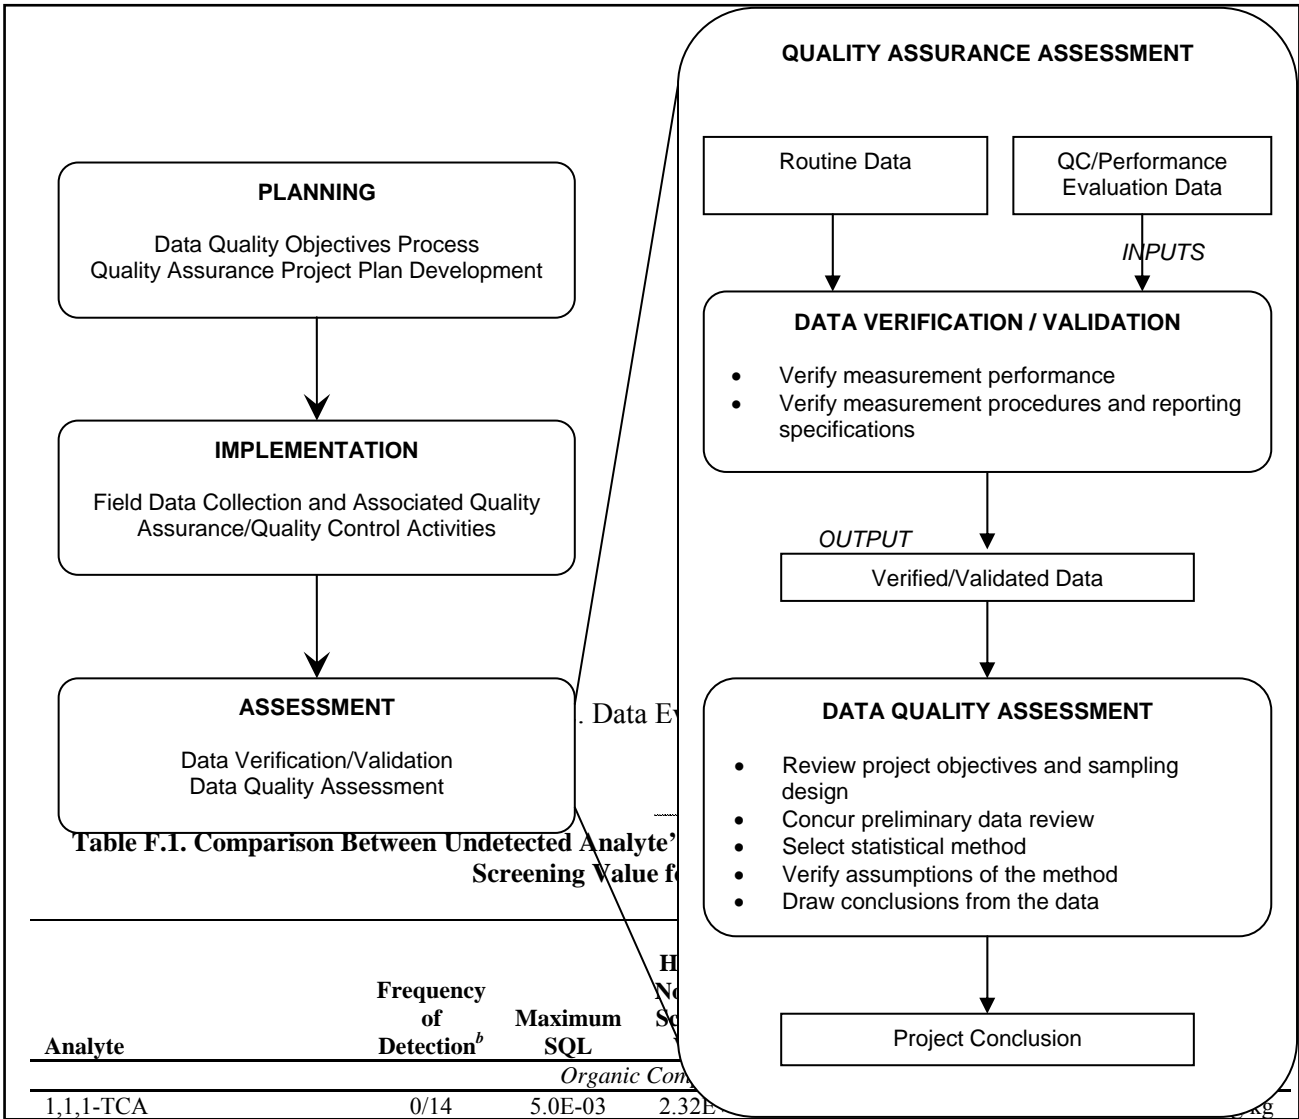 PLANNING
Data Quality Objectives Process
Quality Assurance Project Plan Development
IMPLEMENTATION
Field Data Collection and Associated Quality
Assurance/Quality Control Activities
ASSESSMENT
Data Verification/Validation
Data Quality Assessment
QUALITY ASSURANCE ASSESSMENT
Routine Data
QC/Performance
Evaluation Data
INPUTS
DATA VERIFICATION / VALIDATION
• Verify measurement performance
• Verify measurement procedures and reporting
specifications
OUTPUT
Verified/Validated Data
DATA QUALITY ASSESSMENT
• Review project objectives and sampling
design
• Concur preliminary data review
• Select statistical method
• Verify assumptions of the method
• Draw conclusions from the data
Project Conclusion
. Data
Table F.1. Comparison Between Undetected Analyte’
Screening Value
Frequency
of Maximum
Analyte Detection^b SQL
Organic
1,1,1-TCA 0/14 5.0E-03 2.32E